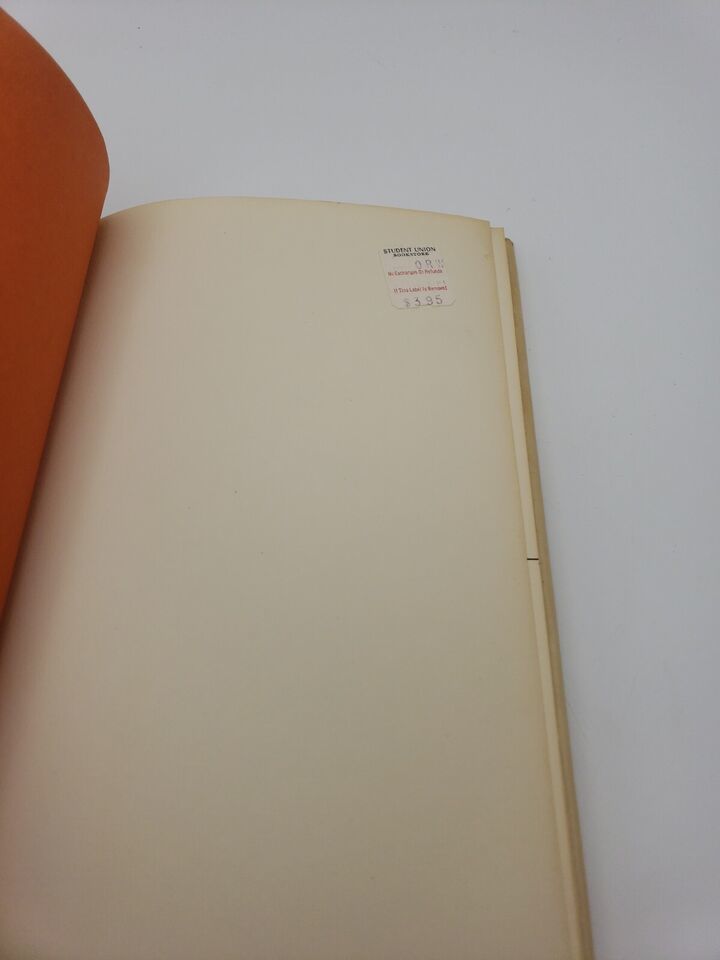 STUDENT UNION
BOOKSTORE
No Exchanges Or Refunds
If This Label Is Removed
$3.95